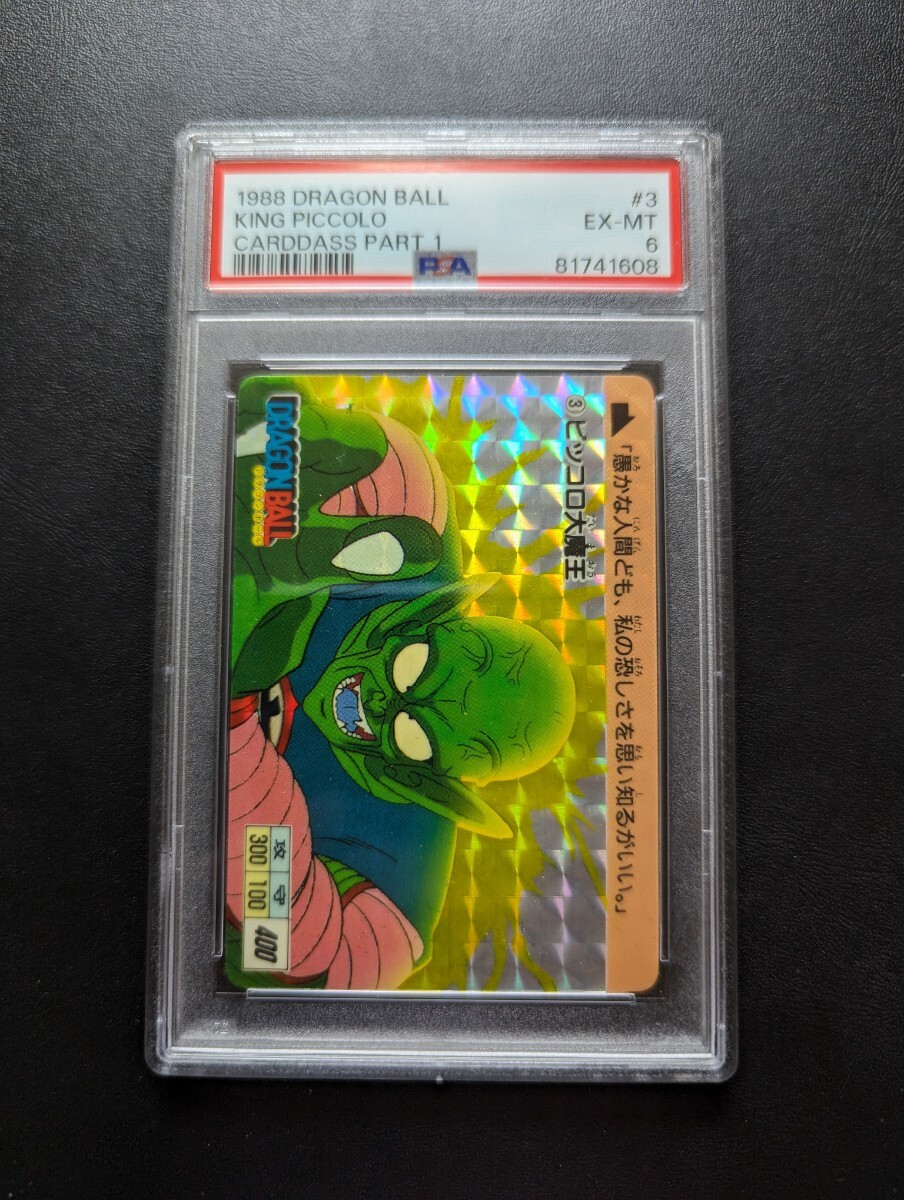 1988 DRAGON BALL #3
KING PICCOLO EX-MT
CARDDASS PART 1 6
PSA 81741608
「愚かな人間ども、私の恐しさを思い知るがいい。」
③ピッコロ大魔王
DRAGON BALL
攻 守
300 100 400